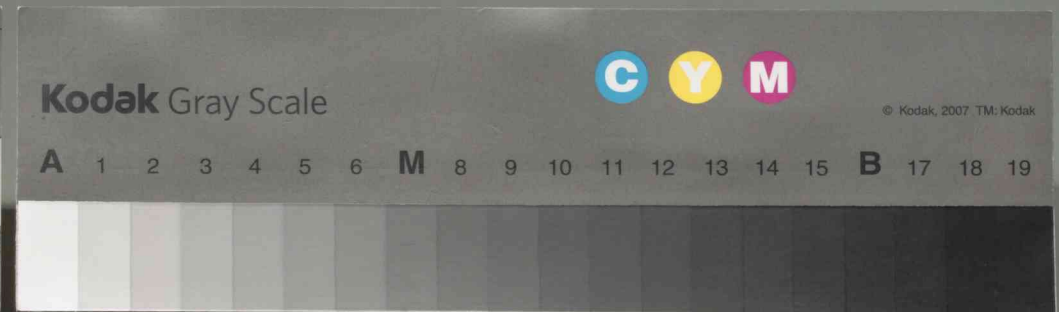 C Y M
Kodak Gray Scale
© Kodak, 2007 TM: Kodak
A 1 2 3 4 5 6 M 8 9 10 11 12 13 14 15 B 17 18 19